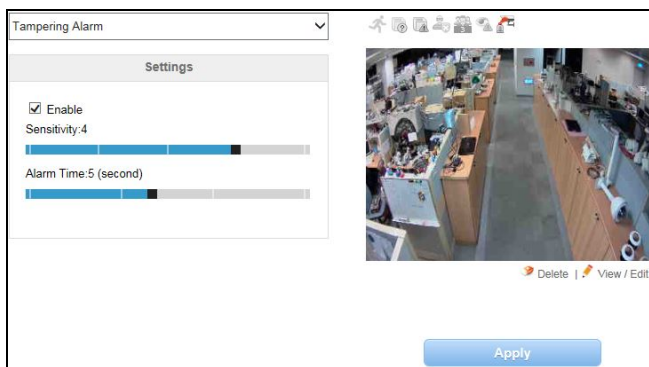 Tampering Alarm
Settings
Enable
Sensitivity:4
Alarm Time:5 (second)
Delete | View / Edit
Apply